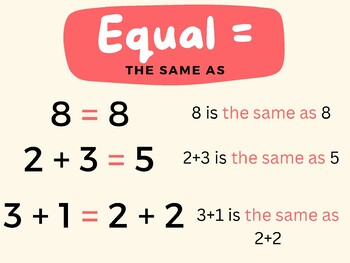 Equal =
THE SAME AS
8 = 8
8 is the same as 8
2 + 3 = 5
2+3 is the same as 5
3 + 1 = 2 + 2
3+1 is the same as
2+2